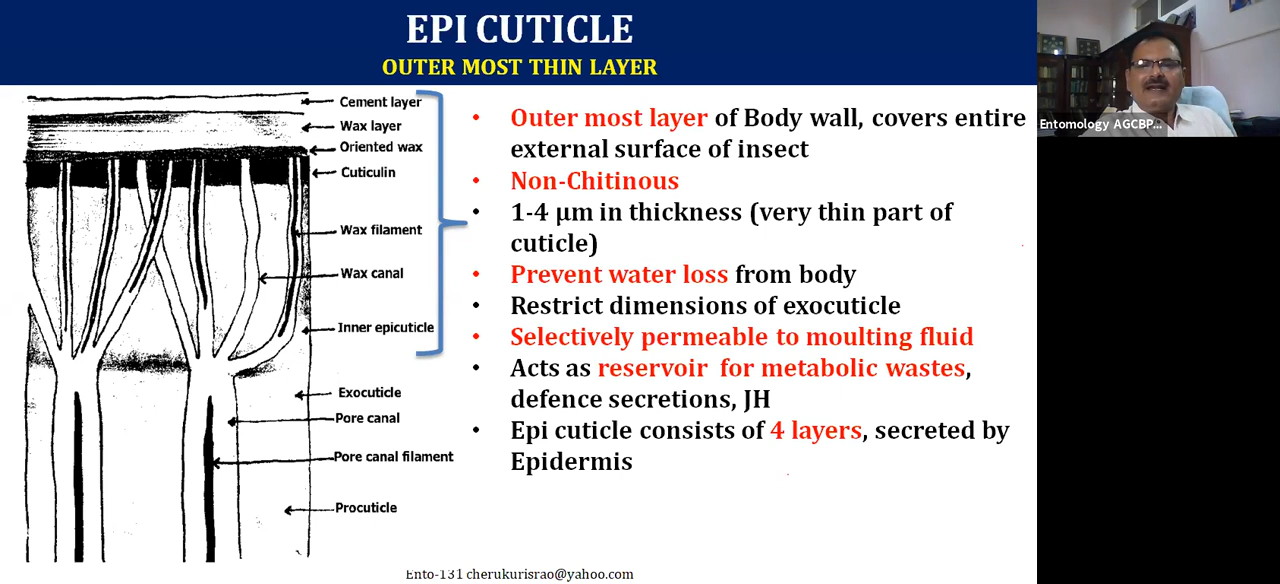 EPI CUTICLE
OUTER MOST THIN LAYER
Cement layer
Wax layer
Oriented wax
Cuticulin
Wax filament
Wax canal
Inner epicuticle
Exocuticle
Pore canal
Pore canal filament
Procuticle
• Outer most layer of Body wall, covers entire
external surface of insect
• Non-Chitinous
• 1-4 µm in thickness (very thin part of
cuticle)
• Prevent water loss from body
• Restrict dimensions of exocuticle
• Selectively permeable to moulting fluid
• Acts as reservoir for metabolic wastes,
defence secretions, JH
• Epi cuticle consists of 4 layers, secreted by
Epidermis
Ento-131 cherukurisrao@yahoo.com
Entomology AGCBP...